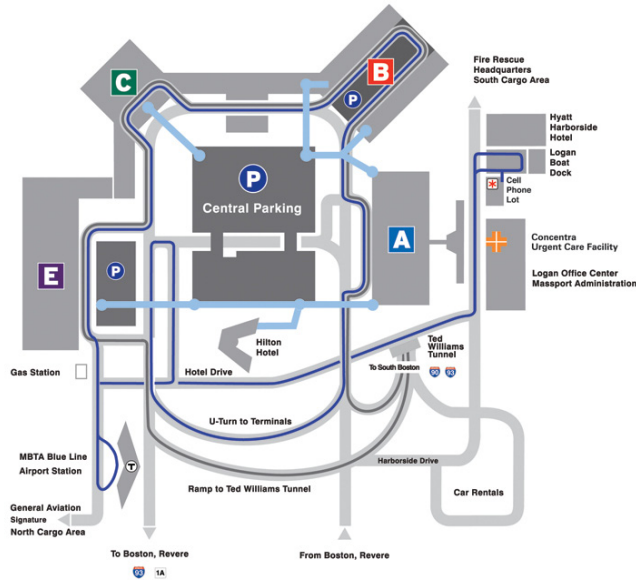 B
C
P
Fire Rescue
Headquarters
South Cargo Area
Hyatt
Harborside
Hotel
Logan
Boat
Dock
Cell
Phone
Lot
P
Central Parking
A
Concentra
Urgent Care Facility
Logan Office Center
Massport Administration
E
P
Hilton
Hotel
Ted
Williams
Tunnel
To South Boston
90 93
Gas Station
Hotel Drive
U-Turn to Terminals
MBTA Blue Line
Airport Station
T
Harborside Drive
Ramp to Ted Williams Tunnel
Car Rentals
General Aviation
Signature
North Cargo Area
To Boston, Revere
93 1A
From Boston, Revere